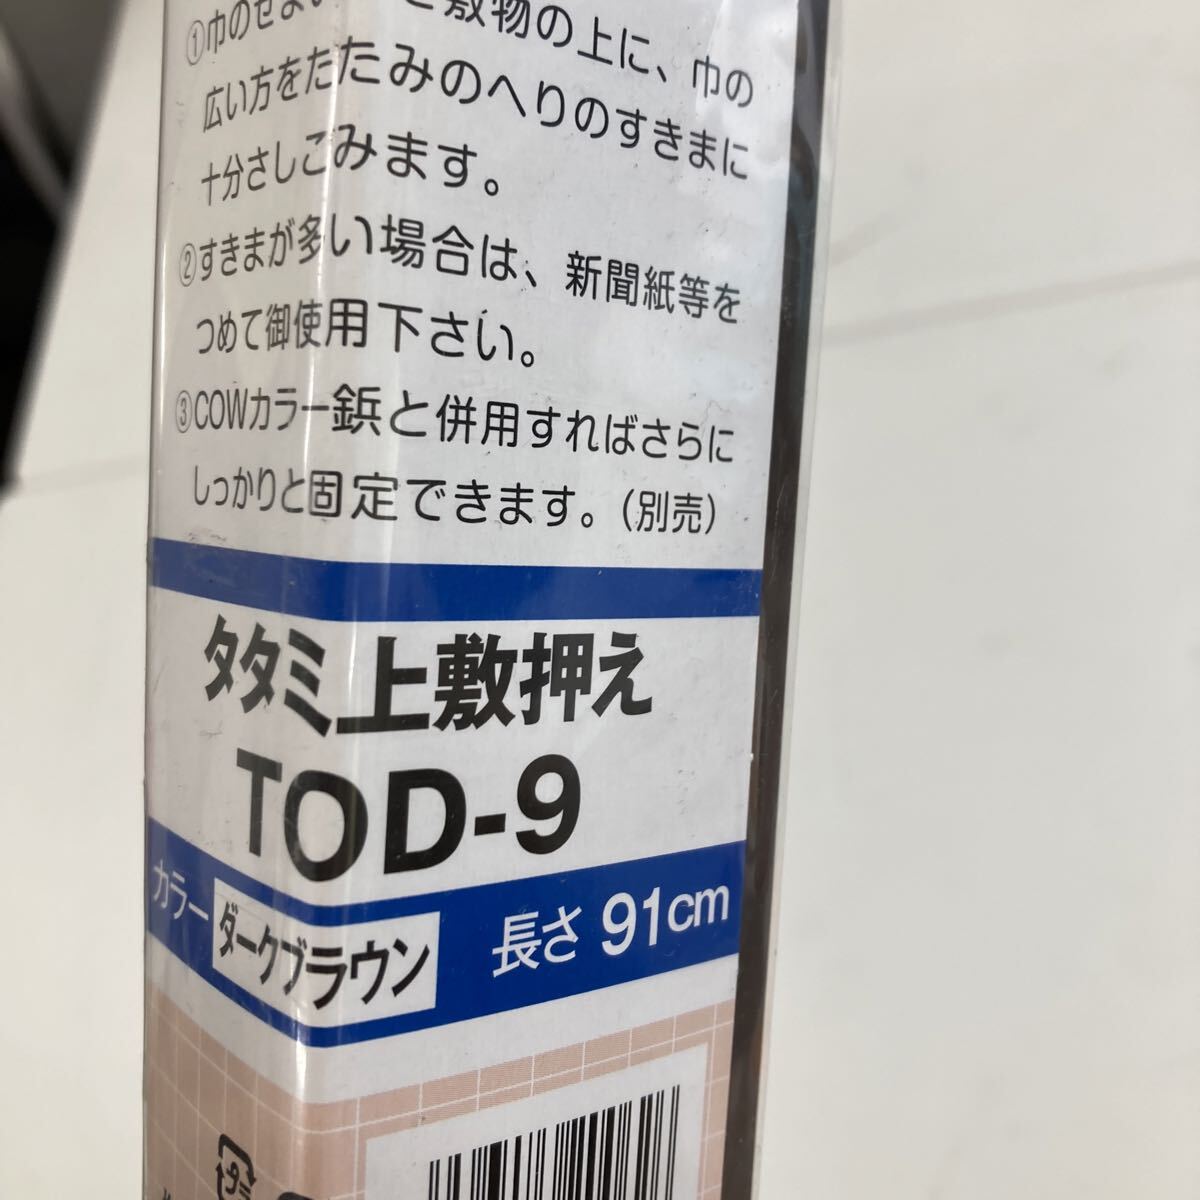 ①巾のせまい方を敷物の上に、巾の
広い方をたたみのへりのすきまに
十分さしこみます。
②すきまが多い場合は、新聞紙等を
つめて御使用下さい。
③COWカラー鋲と併用すればさらに
しっかりと固定できます。（別売）
タタミ上敷押え
TOD-9
カラー ダークブラウン 長さ 91cm